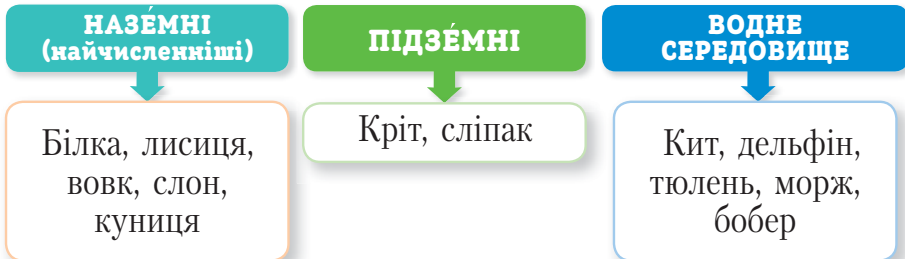 НАЗЕ́МНІ
(найчисленніші)
Білка, лисиця,
вовк, слон,
куниця
ПІДЗЕ́МНІ
Кріт, сліпак
ВОДНЕ
СЕРЕДОВИЩЕ
Кит, дельфін,
тюлень, морж,
бобер